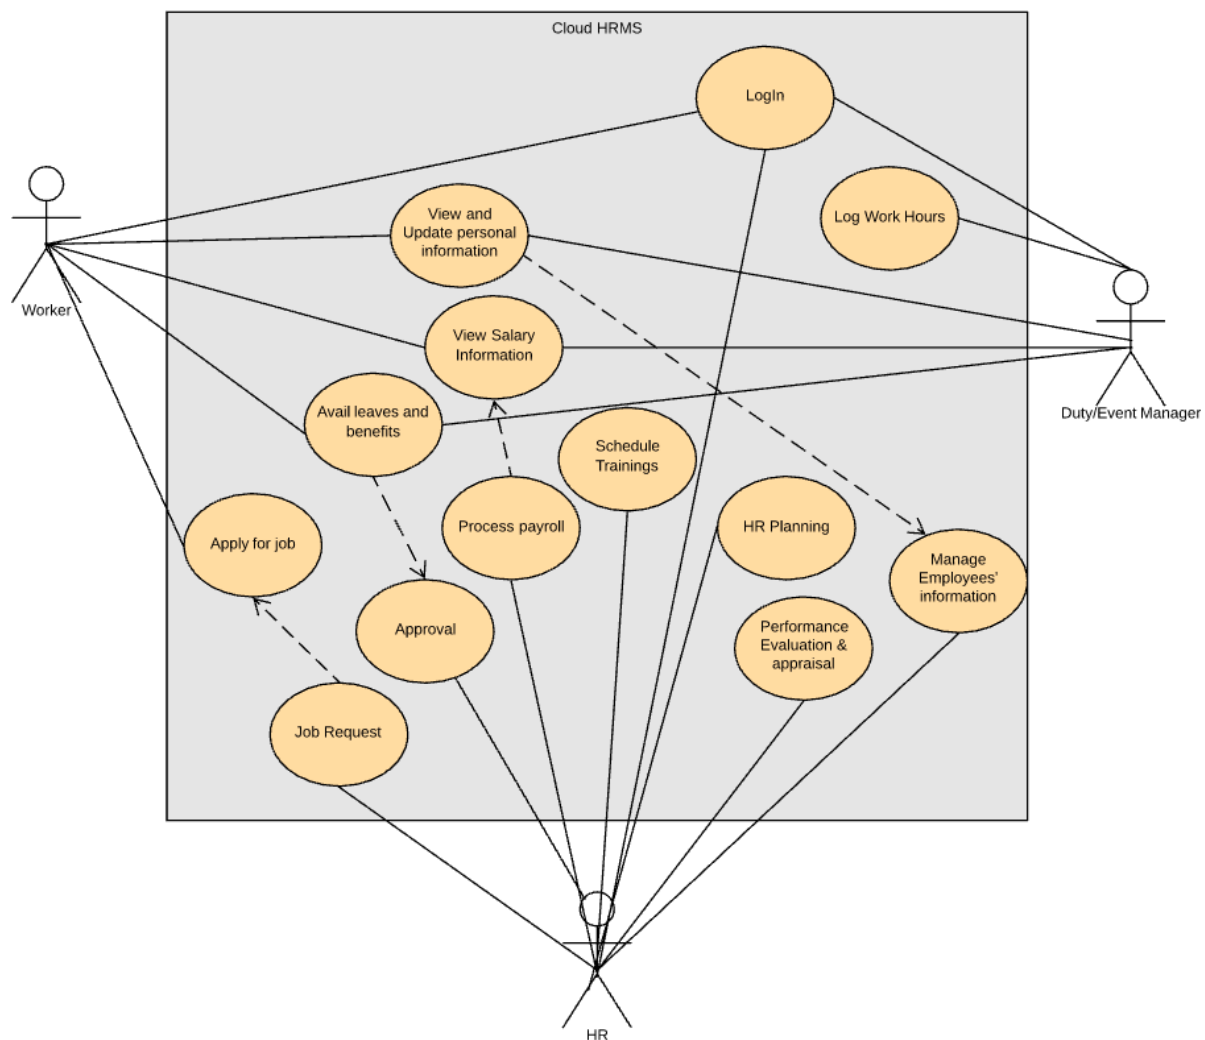 Cloud HRMS
LogIn
Log Work Hours
View and
Update personal
information
Worker
View Salary
Information
Duty/Event Manager
Avail leaves and
benefits
Schedule
Trainings
Process payroll
HR Planning
Apply for job
Manage
Employees'
information
Approval
Performance
Evaluation &
appraisal
Job Request
HR